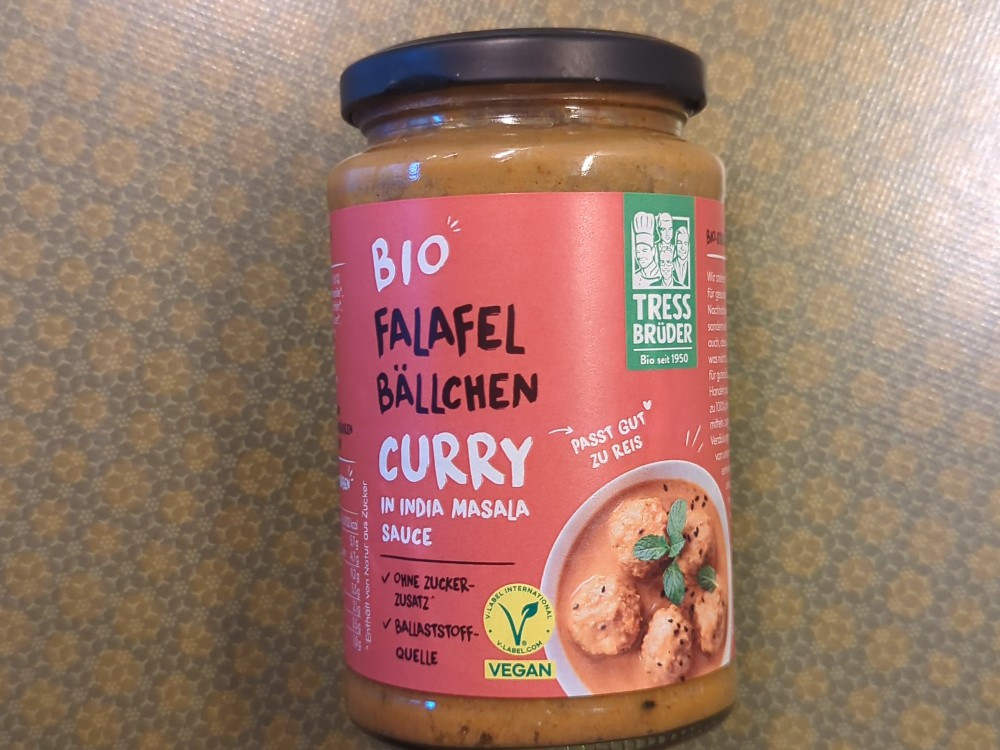 BIO
FALAFEL
BÄLLCHEN
CURRY
IN INDIA MASALA
SAUCE
✓ OHNE ZUCKER-
ZUSATZ*
✓ BALLASTSTOFF-
QUELLE
* Enthält von Natur aus Zucker
TRESS
BRÜDER
Bio seit 1950
PASST GUT
ZU REIS
V-LABEL INTERNATIONAL
V-LABEL.COM
VEGAN